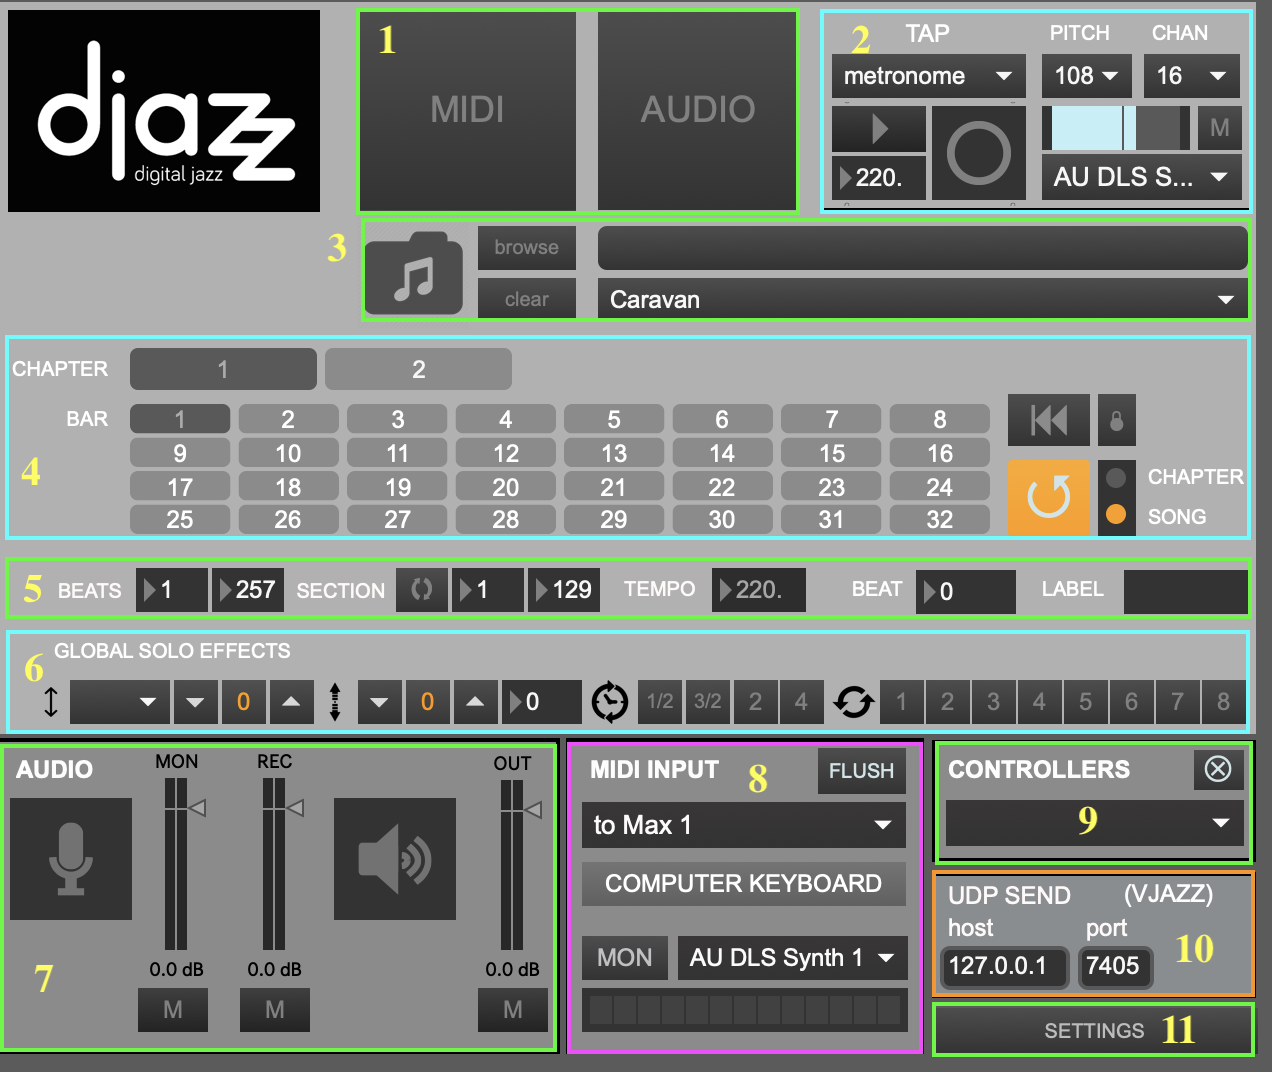 djazz
digital jazz
1
MIDI
AUDIO
2
TAP
PITCH
CHAN
metronome
108
16
M
220.
AU DLS S...
3
browse
clear
Caravan
4
CHAPTER
1
2
BAR
1 2 3 4 5 6 7 8
9 10 11 12 13 14 15 16
17 18 19 20 21 22 23 24
25 26 27 28 29 30 31 32
CHAPTER
SONG
5
BEATS 1 257 SECTION 1 129 TEMPO 220. BEAT 0 LABEL
6
GLOBAL SOLO EFFECTS
0 0 0 1/2 3/2 2 4 1 2 3 4 5 6 7 8
AUDIO
MON
REC
OUT
0.0 dB
0.0 dB
0.0 dB
7
M
M
M
MIDI INPUT
8
FLUSH
to Max 1
COMPUTER KEYBOARD
MON
AU DLS Synth 1
CONTROLLERS
9
UDP SEND (VJAZZ)
host port
10
127.0.0.1 7405
SETTINGS
11